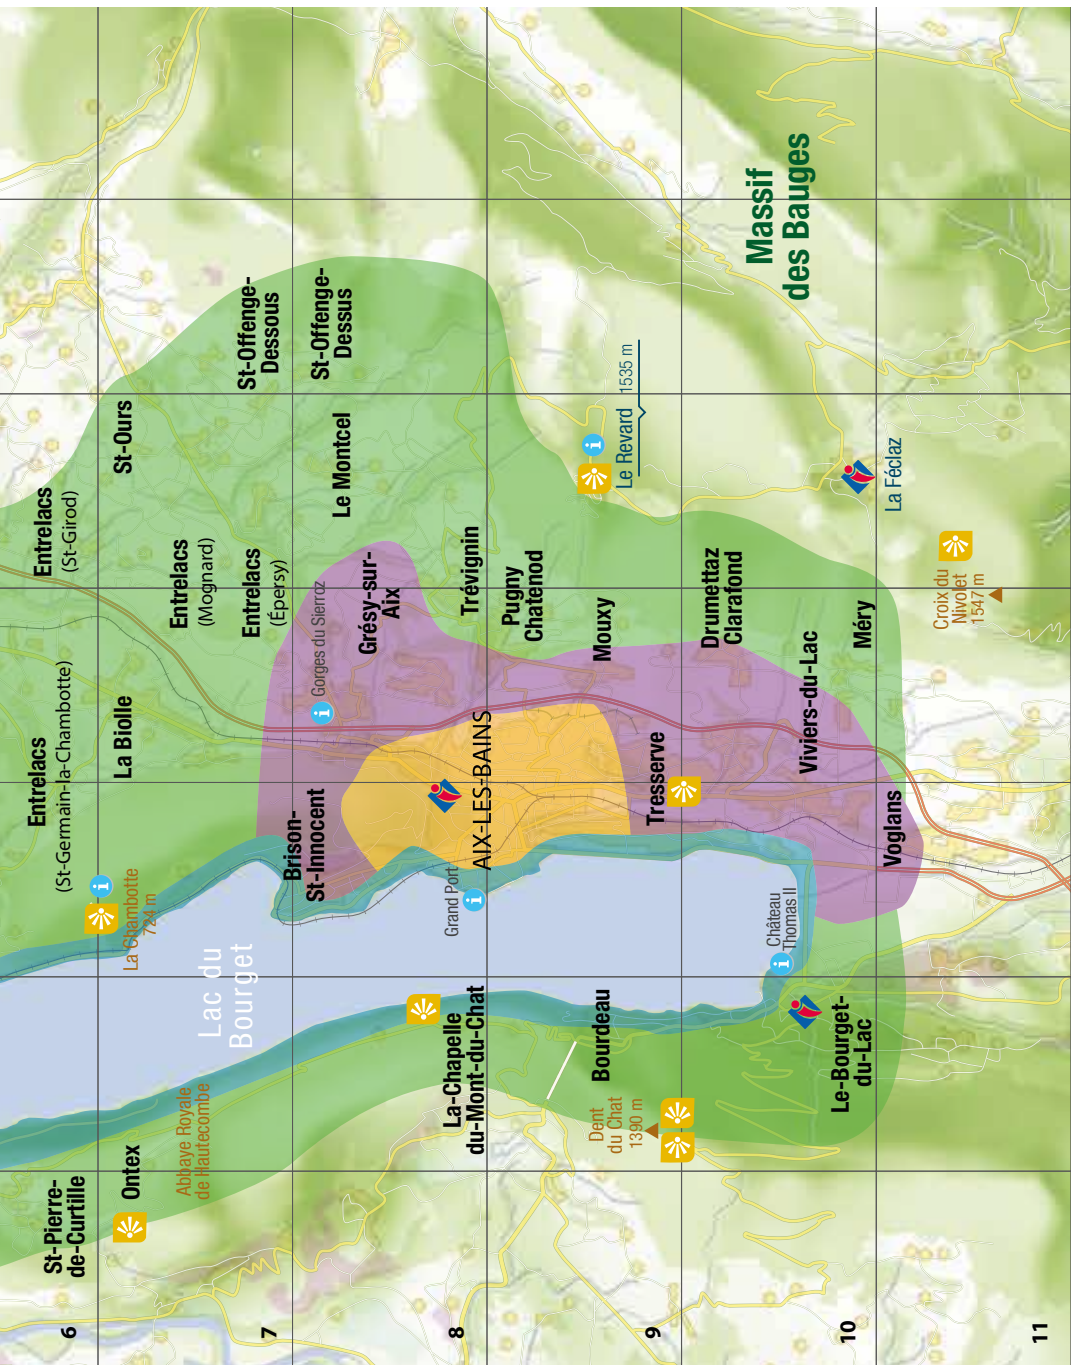 6
7
8
9
10
11
St-Pierre-
de-Curtille
Ontex
Abbaye Royale
de Hautecombe
Lac du
Bourget
La Chambotte
724 m
Entrelacs
(St-Germain-la-Chambotte)
La Biolle
Entrelacs
(St-Girod)
St-Ours
Entrelacs
(Mognard)
Entrelacs
(Épersy)
St-Offenge-
Dessous
St-Offenge-
Dessus
Le Montcel
Gorges du Sierroz
Grésy-sur-
Aix
Brison-
St-Innocent
Grand Port
AIX-LES-BAINS
Trévignin
Pugny
Chatenod
Mouxy
Le Revard 1535 m
La-Chapelle
du-Mont-du-Chat
Bourdeau
Dent
du Chat
1390 m
Tresserve
Drumettaz
Clarafond
Viviers-du-Lac
Méry
Voglans
Château
Thomas II
Le-Bourget-
du-Lac
Massif
des Bauges
La Féclaz
Croix du
Nivolet
1547 m